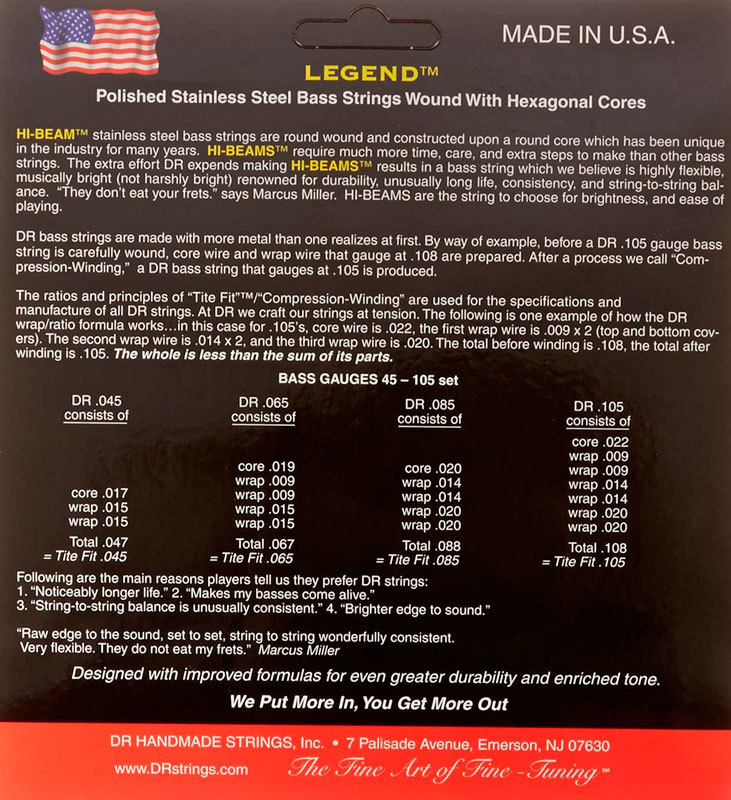 MADE IN U.S.A.
LEGEND™
Polished Stainless Steel Bass Strings Wound With Hexagonal Cores
HI-BEAM™ stainless steel bass strings are round wound and constructed upon a round core which has been unique
in the industry for many years. HI-BEAMS™ require much more time, care, and extra steps to make than other bass
strings. The extra effort DR expends making HI-BEAMS™ results in a bass string which we believe is highly flexible,
musically bright (not harshly bright) renowned for durability, unusually long life, consistency, and string-to-string bal-
ance. “They don’t eat your frets.” says Marcus Miller. HI-BEAMS are the string to choose for brightness, and ease of
playing.
DR bass strings are made with more metal than one realizes at first. By way of example, before a DR .105 gauge bass
string is carefully wound, core wire and wrap wire that gauge at .108 are prepared. After a process we call “Com-
pression-Winding,” a DR bass string that gauges at .105 is produced.
The ratios and principles of “Tite Fit”™/“Compression-Winding” are used for the specifications and
manufacture of all DR strings. At DR we craft our strings at tension. The following is one example of how the DR
wrap/ratio formula works…in this case for .105’s, core wire is .022, the first wrap wire is .009 x 2 (top and bottom cov-
ers). The second wrap wire is .014 x 2, and the third wrap wire is .020. The total before winding is .108, the total after
winding is .105. The whole is less than the sum of its parts.
BASS GAUGES 45 – 105 set
DR .045
consists of
core .017
wrap .015
wrap .015
Total .047
= Tite Fit .045
DR .065
consists of
core .019
wrap .009
wrap .009
wrap .015
wrap .015
Total .067
= Tite Fit .065
DR .085
consists of
core .020
wrap .014
wrap .014
wrap .020
wrap .020
Total .088
= Tite Fit .085
DR .105
consists of
core .022
wrap .009
wrap .009
wrap .014
wrap .014
wrap .020
wrap .020
Total .108
= Tite Fit .105
Following are the main reasons players tell us they prefer DR strings:
1. “Noticeably longer life.” 2. “Makes my basses come alive.”
3. “String-to-string balance is unusually consistent.” 4. “Brighter edge to sound.”
“Raw edge to the sound, set to set, string to string wonderfully consistent.
Very flexible. They do not eat my frets.” Marcus Miller
Designed with improved formulas for even greater durability and enriched tone.
We Put More In, You Get More Out
DR HANDMADE STRINGS, Inc. • 7 Palisade Avenue, Emerson, NJ 07630
www.DRstrings.com The Fine Art of Fine-Tuning℠